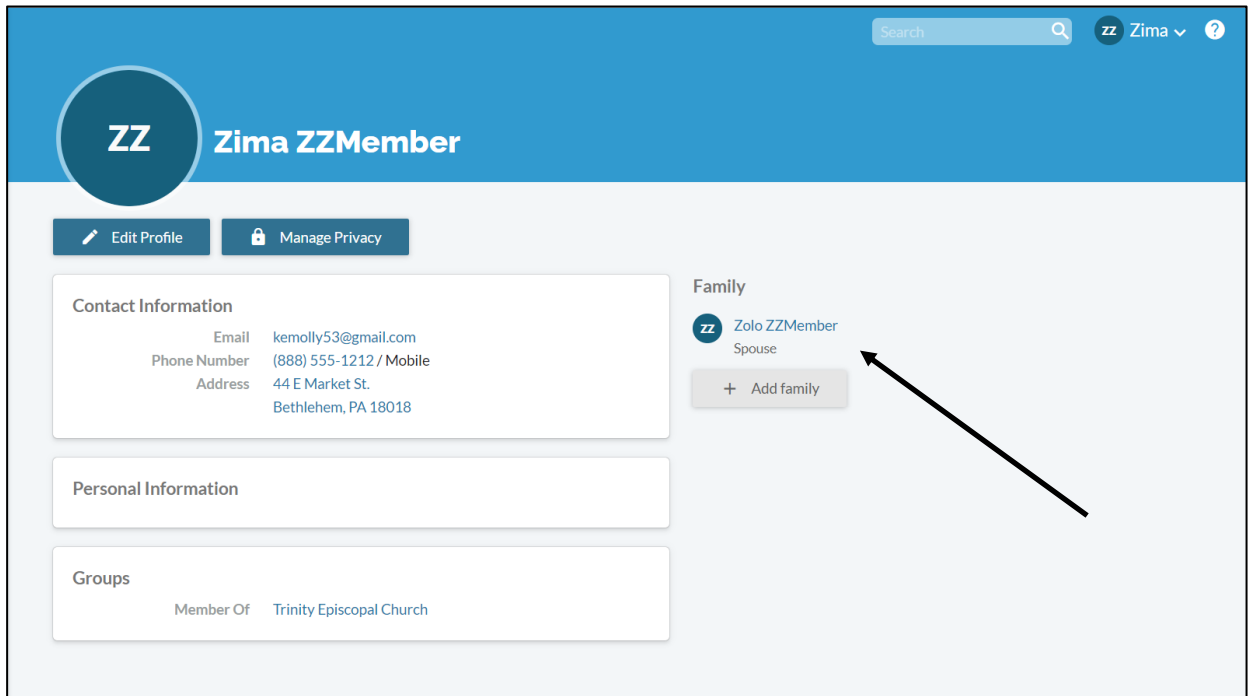 Search
ZZ Zima
?
ZZ
Zima ZZMember
Edit Profile
Manage Privacy
Contact Information
Email kemolly53@gmail.com
Phone Number (888) 555-1212 / Mobile
Address 44 E Market St.
Bethlehem, PA 18018
Personal Information
Groups
Member Of Trinity Episcopal Church
Family
ZZ Zolo ZZMember
Spouse
+ Add family